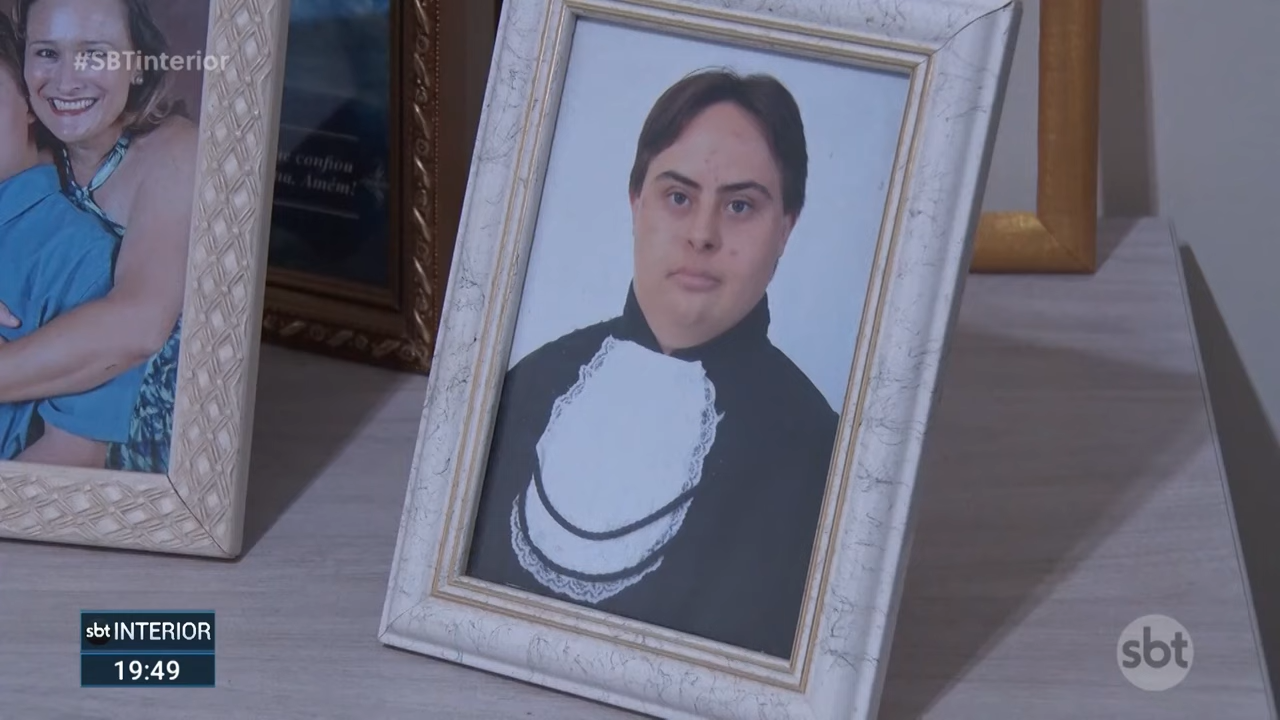 #SBTinterior
confiou
Amém!
sbt INTERIOR
19:49
sbt